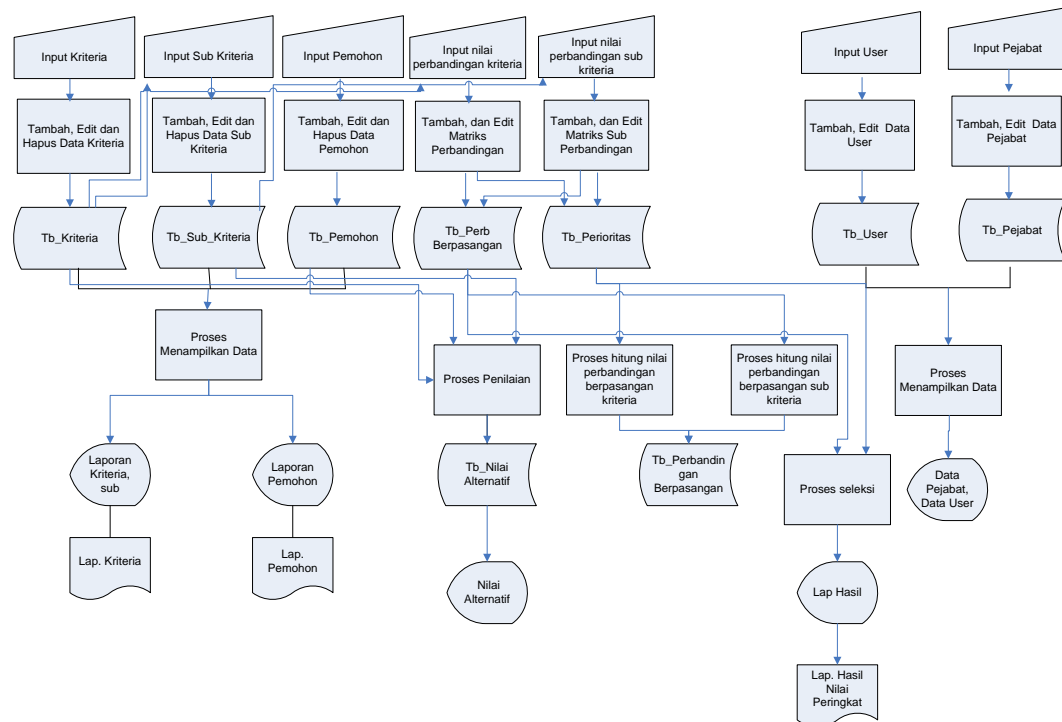 Input Kriteria
Input Sub Kriteria
Input Pemohon
Input nilai
perbandingan kriteria
Input nilai
perbandingan sub
kriteria
Input User
Input Pejabat
Tambah, Edit dan
Hapus Data Kriteria
Tambah, Edit dan
Hapus Data Sub
Kriteria
Tambah, Edit dan
Hapus Data
Pemohon
Tambah, dan Edit
Matriks
Perbandingan
Tambah, dan Edit
Matriks Sub
Perbandingan
Tambah, Edit  Data
User
Tambah, Edit  Data
Pejabat
Tb_Kriteria
Tb_Sub_Kriteria
Tb_Pemohon
Tb_Perb
Berpasangan
Tb_Perioritas
Tb_User
Tb_Pejabat
Proses
Menampilkan Data
Proses Penilaian
Proses hitung nilai
perbandingan
berpasangan
kriteria
Proses hitung nilai
perbandingan
berpasangan sub
kriteria
Proses
Menampilkan Data
Laporan
Kriteria,
sub
Laporan
Pemohon
Tb_Nilai
Alternatif
Tb_Perbandin
gan
Berpasangan
Proses seleksi
Data
Pejabat,
Data User
Lap. Kriteria
Lap.
Pemohon
Nilai
Alternatif
Lap Hasil
Lap. Hasil
Nilai
Peringkat